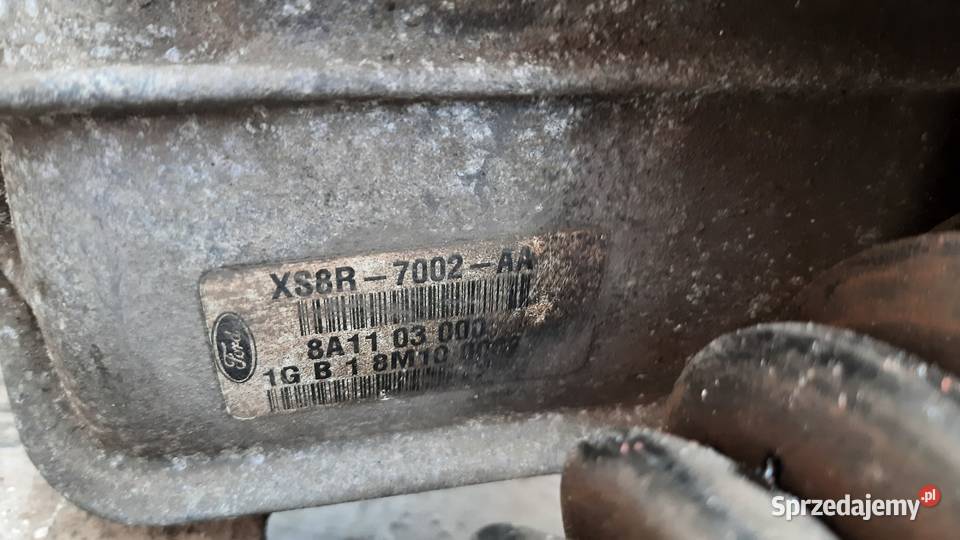 XS8R-7002-AA
8A11 03 000
Ford
1G B 1 8M10
Sprzedajemy.pl